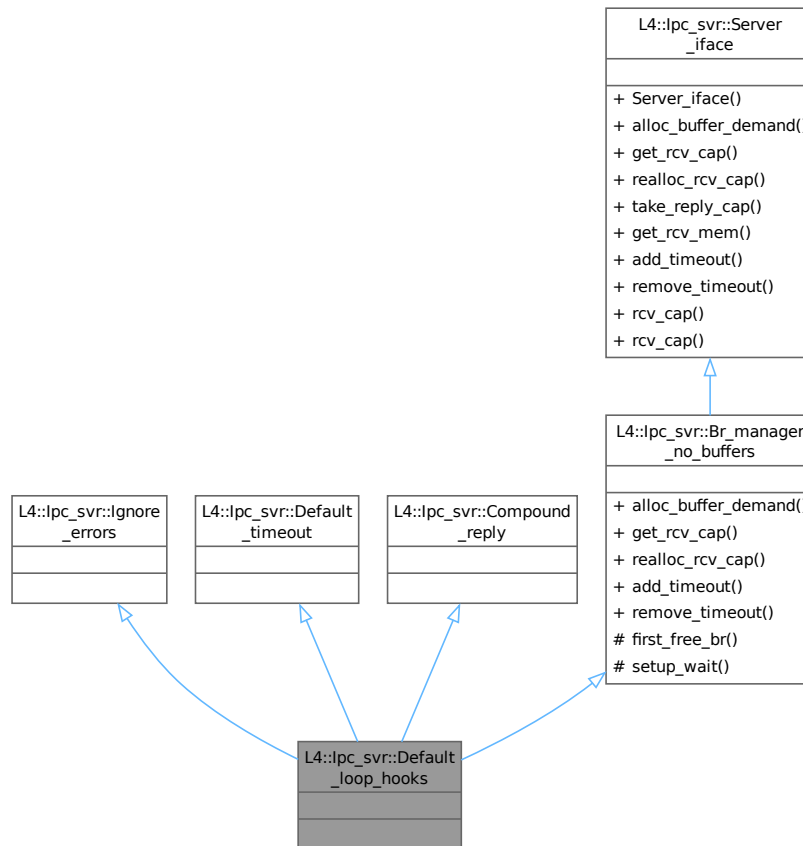 L4::Ipc_svr::Server
_iface
+ Server_iface()
+ alloc_buffer_demand()
+ get_rcv_cap()
+ realloc_rcv_cap()
+ take_reply_cap()
+ get_rcv_mem()
+ add_timeout()
+ remove_timeout()
+ rcv_cap()
+ rcv_cap()
L4::Ipc_svr::Br_manager
_no_buffers
+ alloc_buffer_demand()
+ get_rcv_cap()
+ realloc_rcv_cap()
+ add_timeout()
+ remove_timeout()
# first_free_br()
# setup_wait()
L4::Ipc_svr::Ignore
_errors
L4::Ipc_svr::Default
_timeout
L4::Ipc_svr::Compound
_reply
L4::Ipc_svr::Default
_loop_hooks